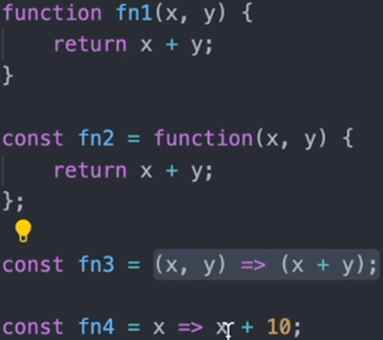 function fn1(x, y) {
    return x + y;
}

const fn2 = function(x, y) {
    return x + y;
};

const fn3 = (x, y) => (x + y);

const fn4 = x => x + 10;